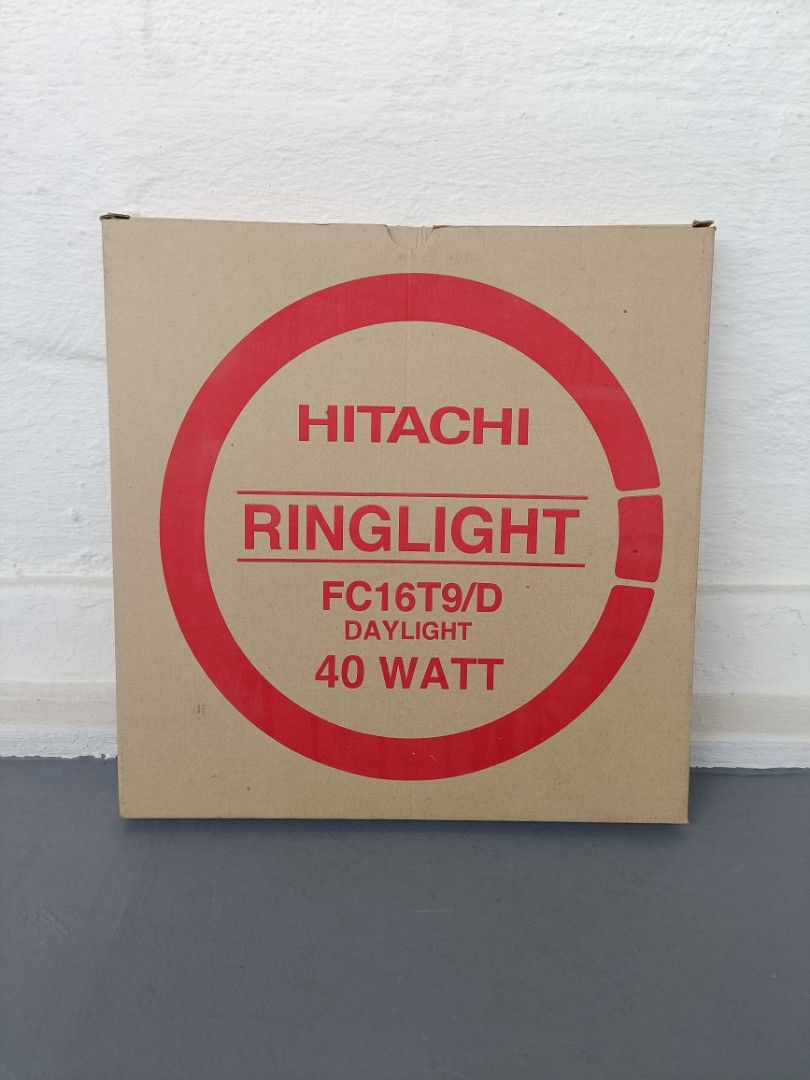 HITACHI
RINGLIGHT
FC16T9/D
DAYLIGHT
40 WATT